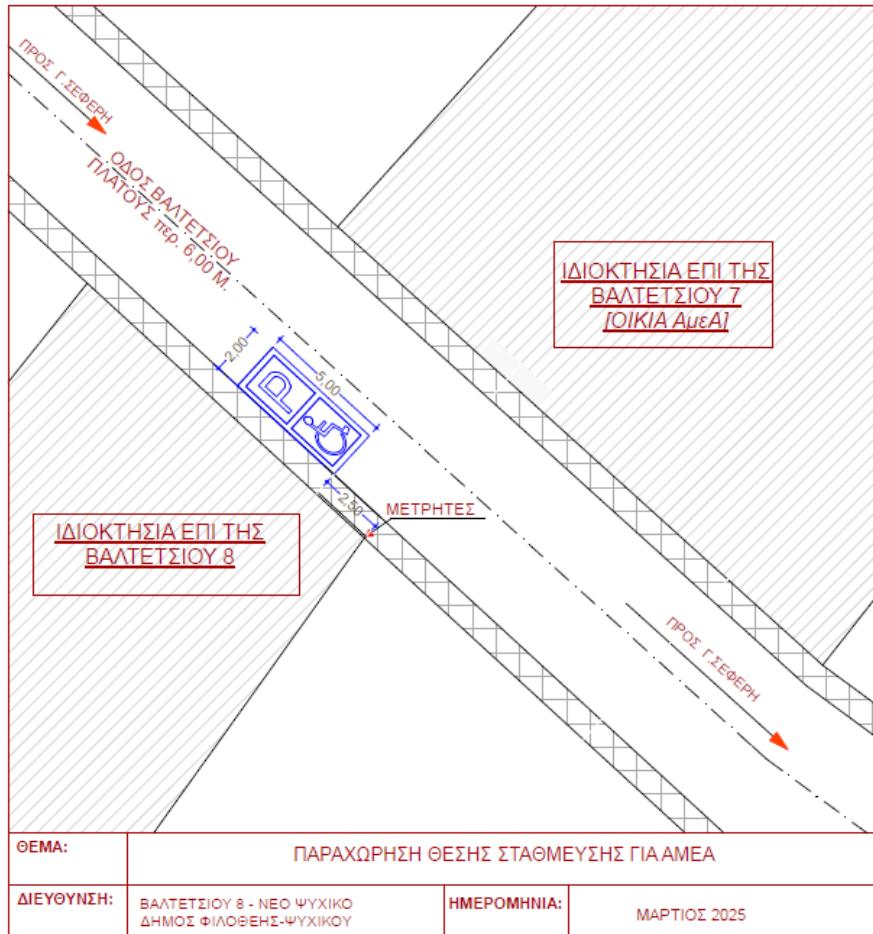 ΠΡΟΣ Γ.ΣΕΦΕΡΗ
ΟΔΟΣ ΒΑΛΤΕΤΣΙΟΥ
ΠΛΑΤΟΥΣ περ. 6,00 Μ.
ΙΔΙΟΚΤΗΣΙΑ ΕΠΙ ΤΗΣ
ΒΑΛΤΕΤΣΙΟΥ 7
[ΟΙΚΙΑ ΑμεΑ]
2,00
5,00
P
2,50
ΜΕΤΡΗΤΕΣ
ΙΔΙΟΚΤΗΣΙΑ ΕΠΙ ΤΗΣ
ΒΑΛΤΕΤΣΙΟΥ 8
ΠΡΟΣ Γ.ΣΕΦΕΡΗ
ΘΕΜΑ:
ΠΑΡΑΧΩΡΗΣΗ ΘΕΣΗΣ ΣΤΑΘΜΕΥΣΗΣ ΓΙΑ ΑΜΕΑ
ΔΙΕΥΘΥΝΣΗ:
ΒΑΛΤΕΤΣΙΟΥ 8 - ΝΕΟ ΨΥΧΙΚΟ
ΔΗΜΟΣ ΦΙΛΟΘΕΗΣ-ΨΥΧΙΚΟΥ
ΗΜΕΡΟΜΗΝΙΑ:
ΜΑΡΤΙΟΣ 2025